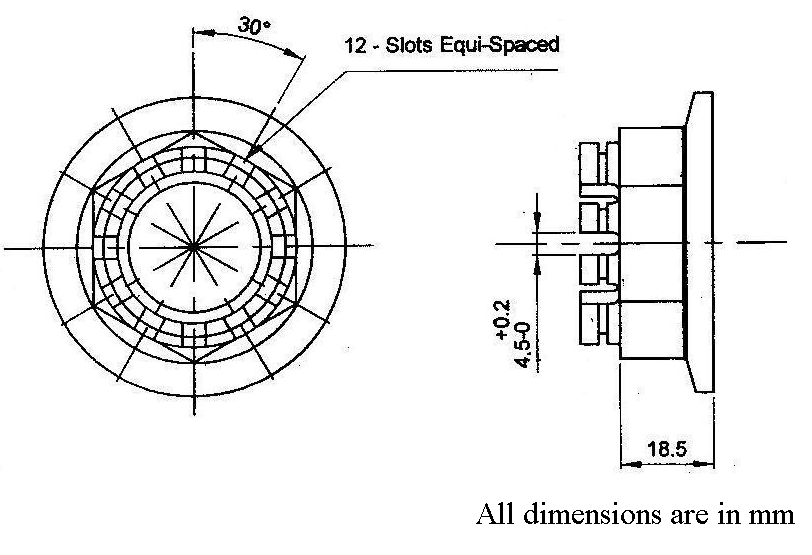 30°
12 - Slots Equi-Spaced
+0.2
4.5-0
18.5
All dimensions are in mm